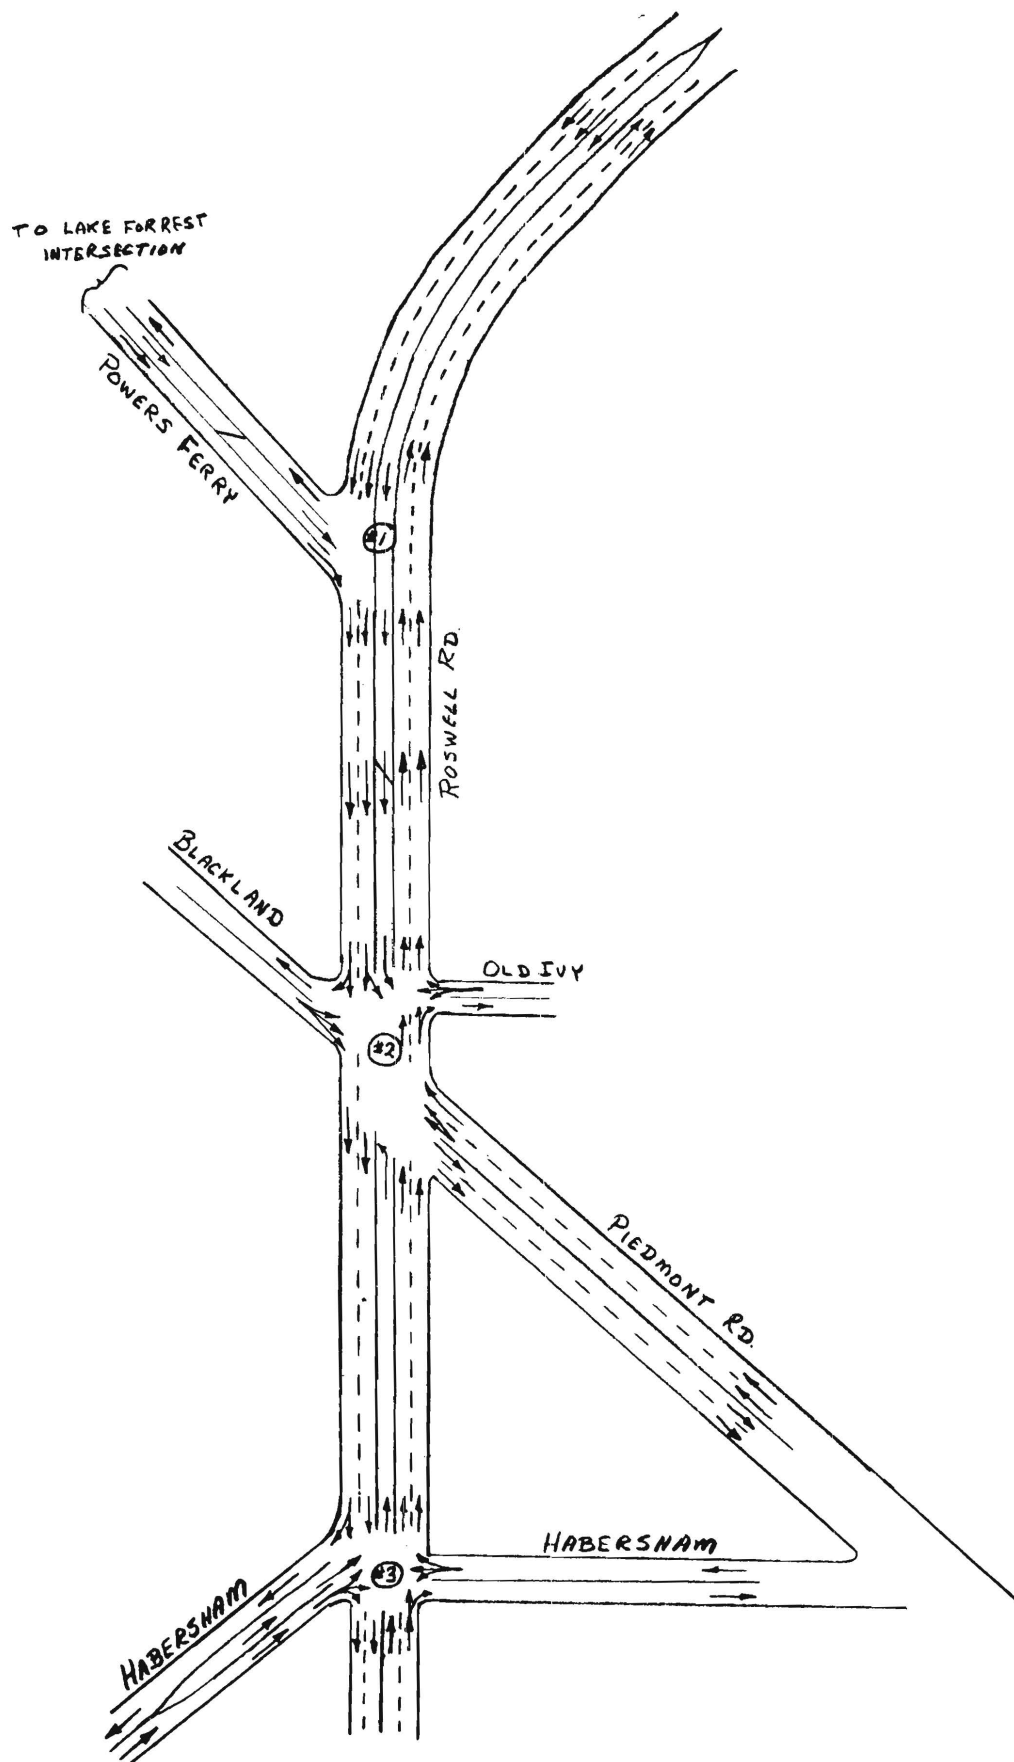 TO LAKE FORREST
INTERSECTION
POWERS FERRY
#1
ROSWELL RD.
BLACKLAND
OLD IVY
#2
PIEDMONT RD.
HABERSHAM
#3
HABERSHAM